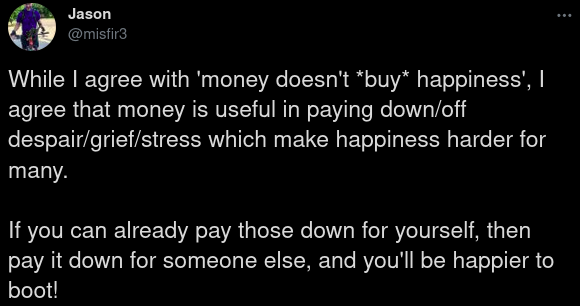 Jason
@misfir3
While I agree with 'money doesn't *buy* happiness', I
agree that money is useful in paying down/off
despair/grief/stress which make happiness harder for
many.
If you can already pay those down for yourself, then
pay it down for someone else, and you'll be happier to
boot!